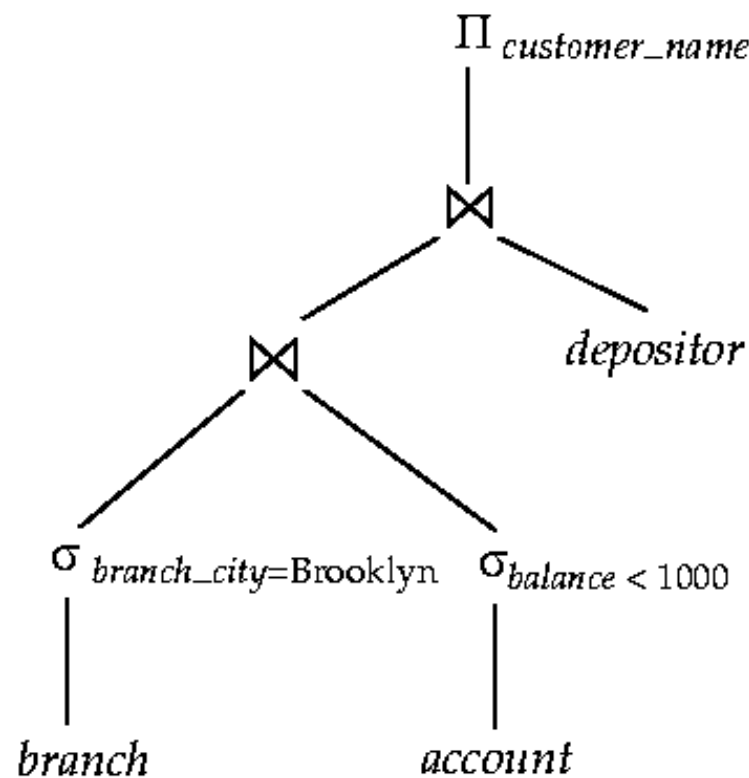 Π customer_name
⋈
depositor
⋈
σ branch_city=Brooklyn σ balance < 1000
branch account